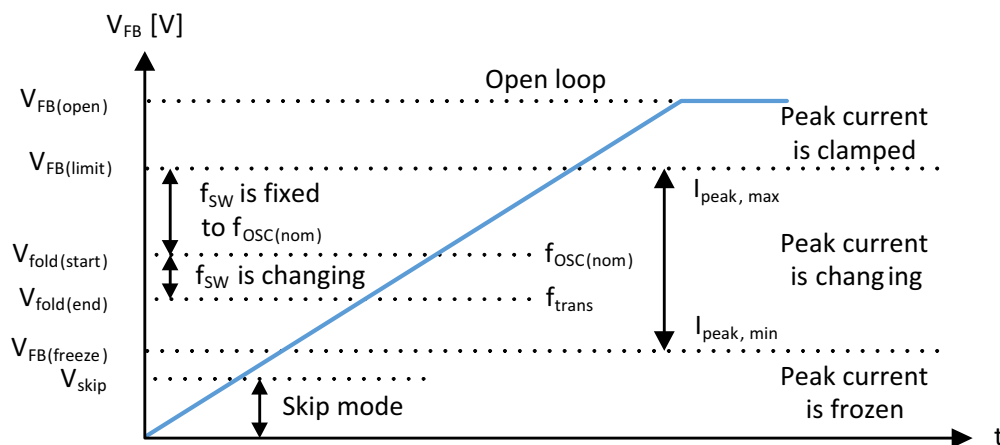 V_FB [V]
V_FB(open)
Open loop
Peak current
is clamped
V_FB(limit)
f_SW is fixed
to f_OSC(nom)
I_peak, max
V_fold(start)
f_SW is changing
f_OSC(nom)
Peak current
is changing
V_fold(end)
f_trans
I_peak, min
V_FB(freeze)
V_skip
Skip mode
Peak current
is frozen
t